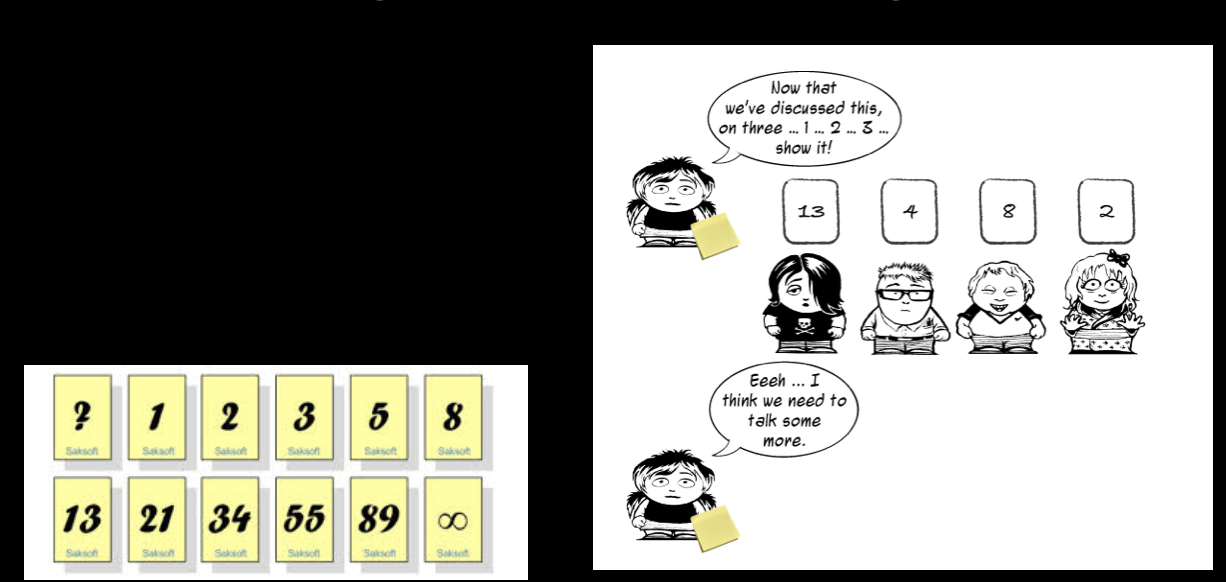 Now that
we've discussed this,
on three ... 1 ... 2 ... 3 ...
show it!
13 4 8 2
Eeeh ... I
think we need to
talk some
more.
? 1 2 3 5 8
Saksoft Saksoft Saksoft Saksoft Saksoft Saksoft
13 21 34 55 89 ∞
Saksoft Saksoft Saksoft Saksoft Saksoft Saksoft